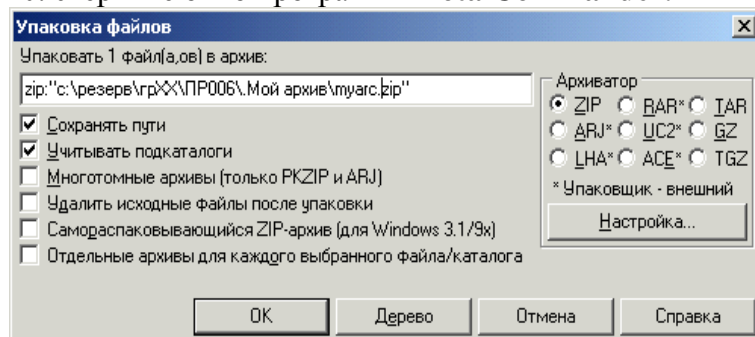 Упаковка файлов
Упаковать 1 файл(а,ов) в архив:
zip:"c:\резерв\грXX\ПР006\.Мой архив\myarc.zip"
Сохранять пути
Учитывать подкаталоги
Многотомные архивы (только PKZIP и ARJ)
Удалить исходные файлы после упаковки
Самораспаковывающийся ZIP-архив (для Windows 3.1/9x)
Отдельные архивы для каждого выбранного файла/каталога
Архиватор
ZIP RAR* TAR
ARJ* UC2* GZ
LHA* ACE* TGZ
* Упаковщик - внешний
Настройка...
OK Дерево Отмена Справка